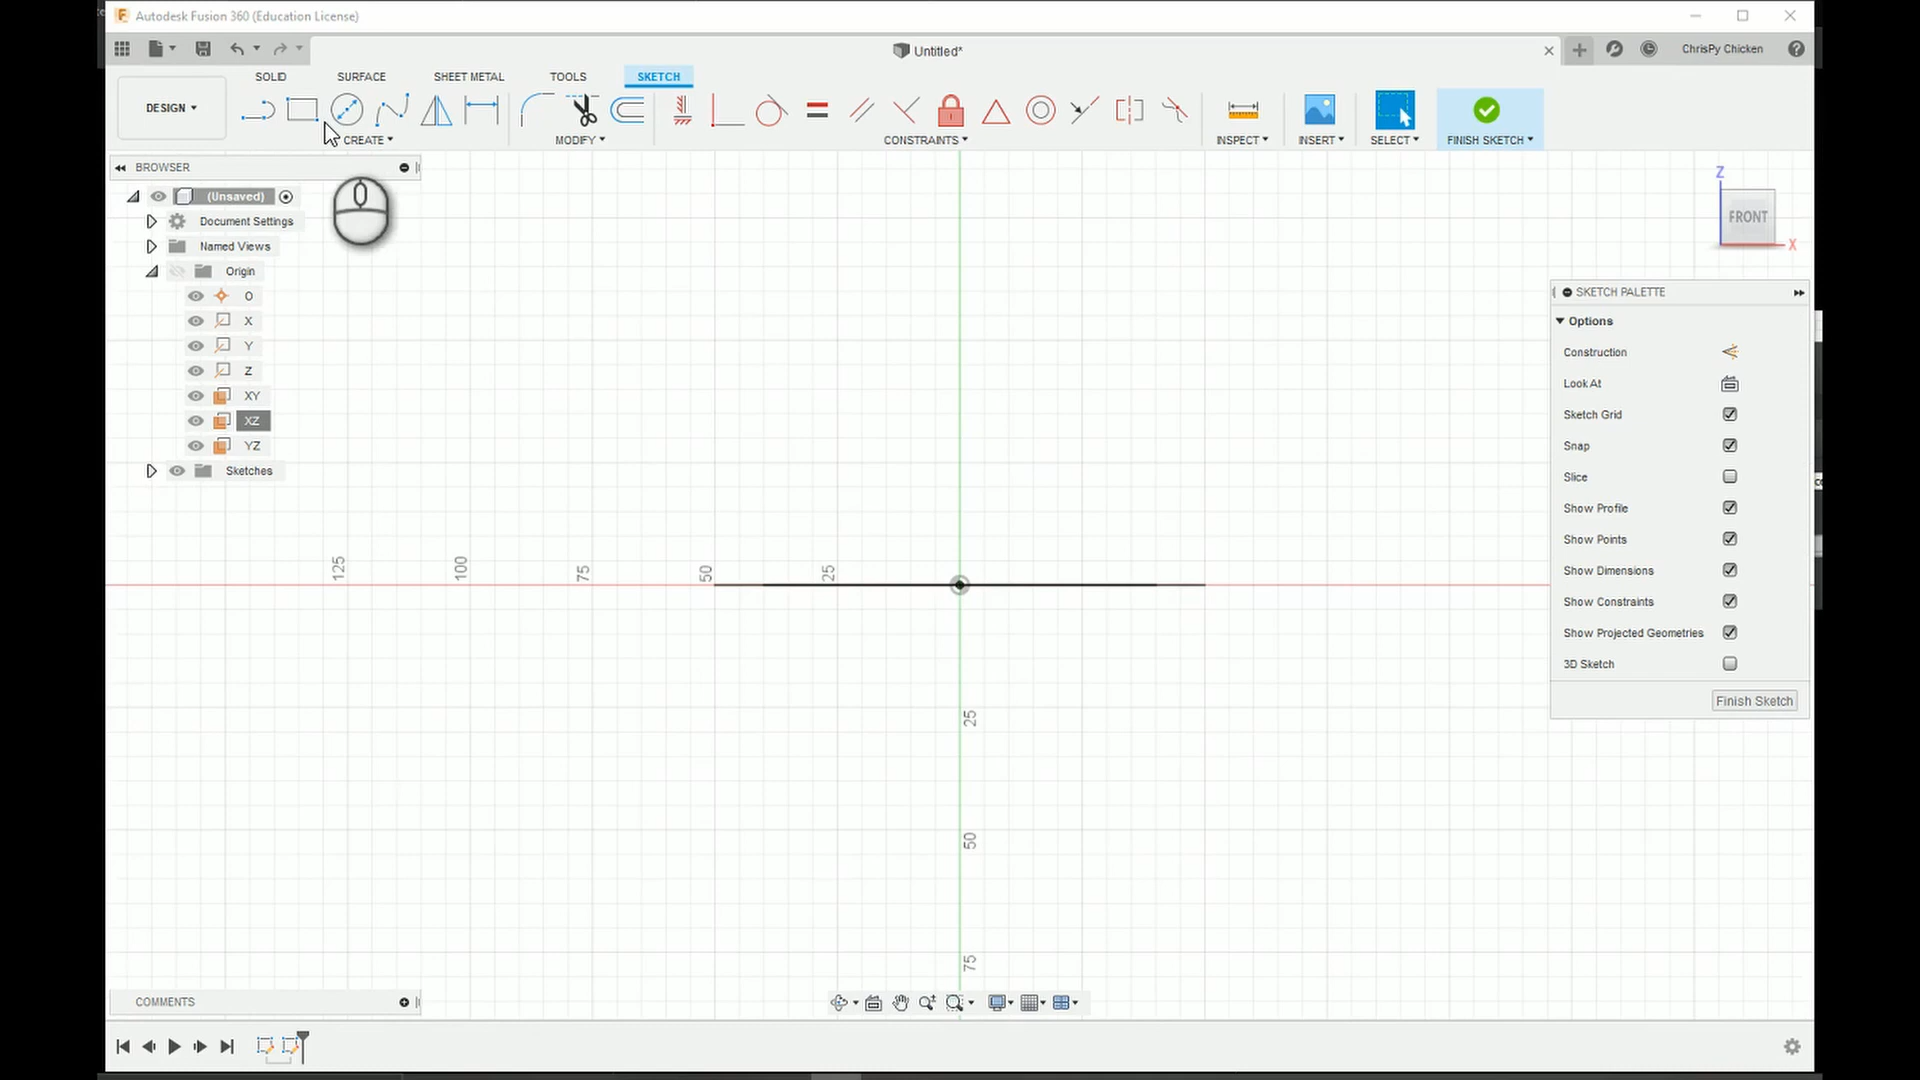 Autodesk Fusion 360 (Education License)
Untitled*
ChrisPy Chicken
SOLID SURFACE SHEET METAL TOOLS SKETCH
DESIGN
CREATE MODIFY CONSTRAINTS INSPECT INSERT SELECT FINISH SKETCH
BROWSER
(Unsaved)
Document Settings
Named Views
Origin
O
X
Y
Z
XY
XZ
YZ
Sketches
Z
FRONT
X
SKETCH PALETTE
Options
Construction
Look At
Sketch Grid
Snap
Slice
Show Profile
Show Points
Show Dimensions
Show Constraints
Show Projected Geometries
3D Sketch
Finish Sketch
125 100 75 50 25
25
50
75
COMMENTS